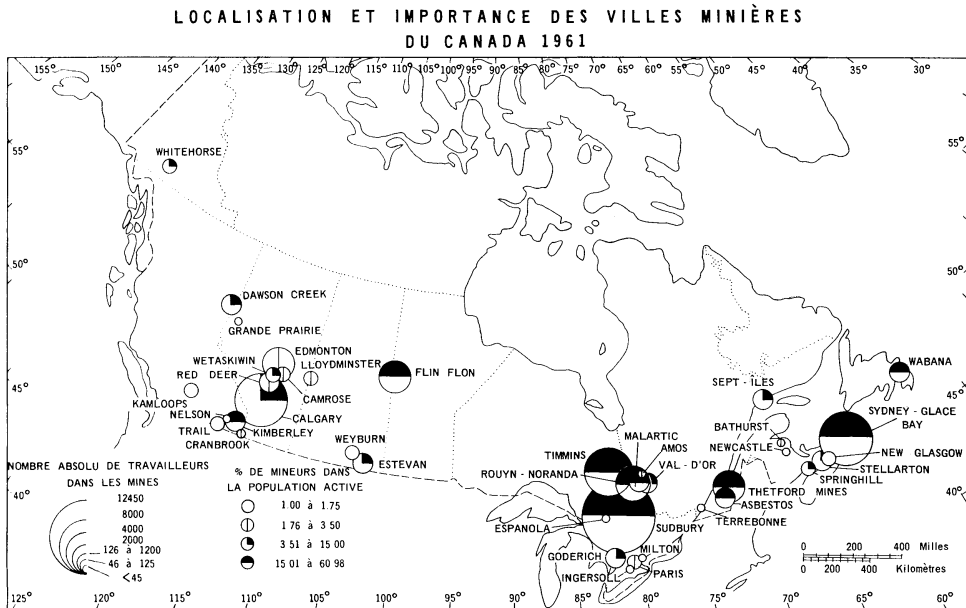 LOCALISATION ET IMPORTANCE DES VILLES MINIÈRES
DU CANADA 1961
155° 150° 145° 140° 135° 130° 125° 120° 115° 110° 105° 100° 95° 90° 85° 80° 75° 70° 65° 60° 55° 50° 45° 40° 35° 30°
55°
45°
WHITEHORSE
50°
50°
DAWSON CREEK
GRANDE PRAIRIE
EDMONTON
WETASKIWIN
LLOYDMINSTER
RED DEER
45°
45°
FLIN FLON
WABANA
SEPT-ILES
KAMLOOPS
CAMROSE
NELSON
CALGARY
SYDNEY-GLACE
BAY
TRAIL
KIMBERLEY
CRANBROOK
BATHURST
NEWCASTLE
MALARTIC
AMOS
WEYBURN
TIMMINS
VAL-D'OR
NEW GLASGOW
ESTEVAN
ROUYN-NORANDA
STELLARTON
SPRINGHILL
THETFORD MINES
ASBESTOS
TERREBONNE
ESPANOLA
SUDBURY
40°
40°
GODERICH
MILTON
INGERSOLL
PARIS
NOMBRE ABSOLU DE TRAVAILLEURS
DANS LES MINES
12450
8000
4000
2000
126 à 1200
46 à 125
<45
% DE MINEURS DANS
LA POPULATION ACTIVE
1.00 à 1.75
1 76 à 3 50
3 51 à 15 00
15 01 à 60 98
0 200 400 Milles
0 200 400 Kilomètres
125° 120° 115° 110° 105° 100° 95° 90° 85° 80° 75° 70° 65° 60°